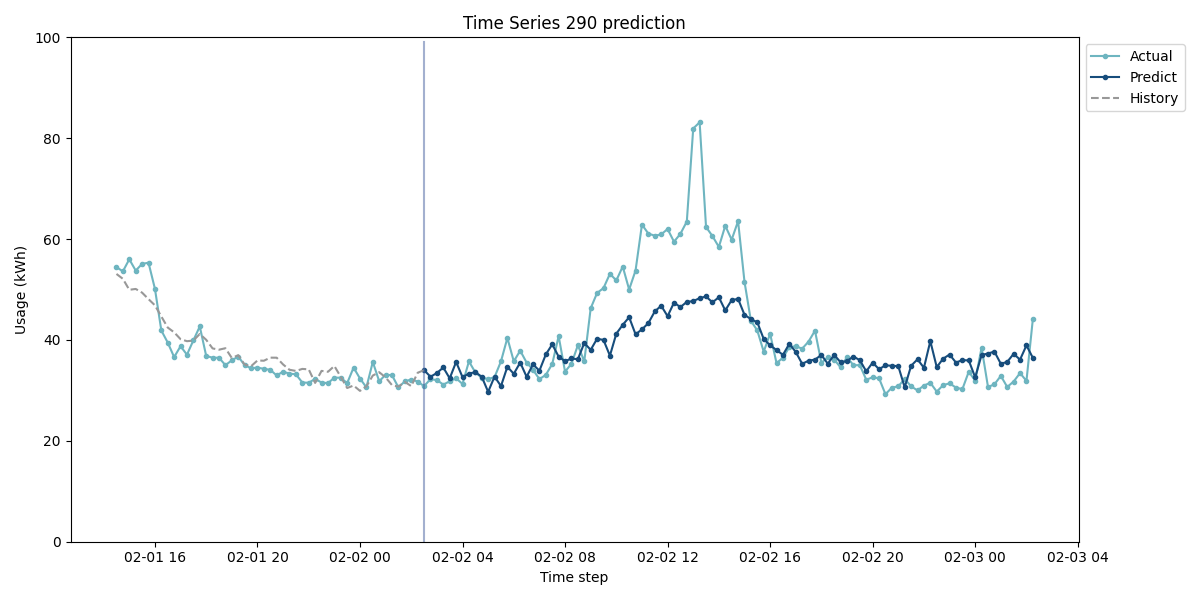 Time Series 290 prediction
Usage (kWh)
100
80
60
40
20
0
02-01 16
02-01 20
02-02 00
02-02 04
02-02 08
02-02 12
02-02 16
02-02 20
02-03 00
02-03 04
Time step
Actual
Predict
History